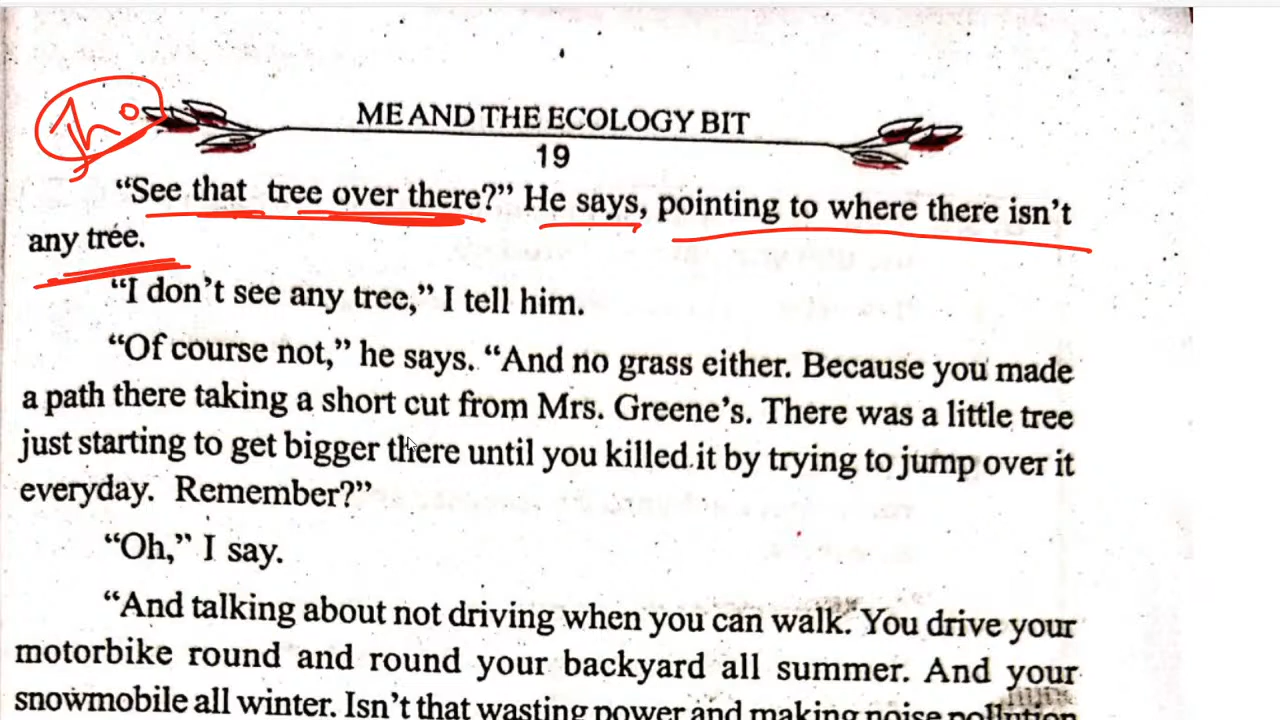 ME AND THE ECOLOGY BIT
19
“See that tree over there?” He says, pointing to where there isn’t
any tree.
“I don’t see any tree,” I tell him.
“Of course not,” he says. “And no grass either. Because you made
a path there taking a short cut from Mrs. Greene’s. There was a little tree
just starting to get bigger there until you killed it by trying to jump over it
everyday. Remember?”
“Oh,” I say.
“And talking about not driving when you can walk. You drive your
motorbike round and round your backyard all summer. And your
snowmobile all winter. Isn’t that wasting power and making noise pollution